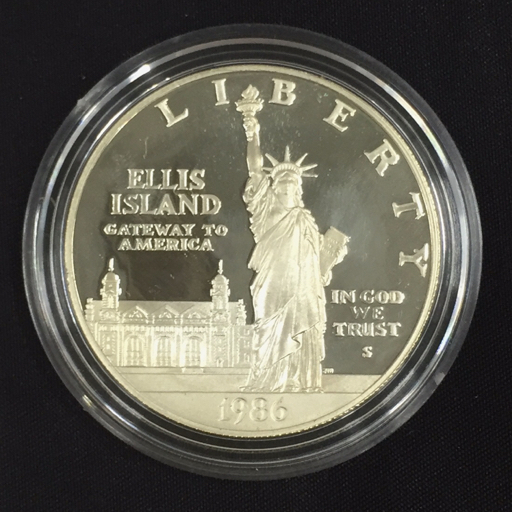 LIBERTY
ELLIS
ISLAND
GATEWAY TO
AMERICA
IN GOD
WE
TRUST
S
1986